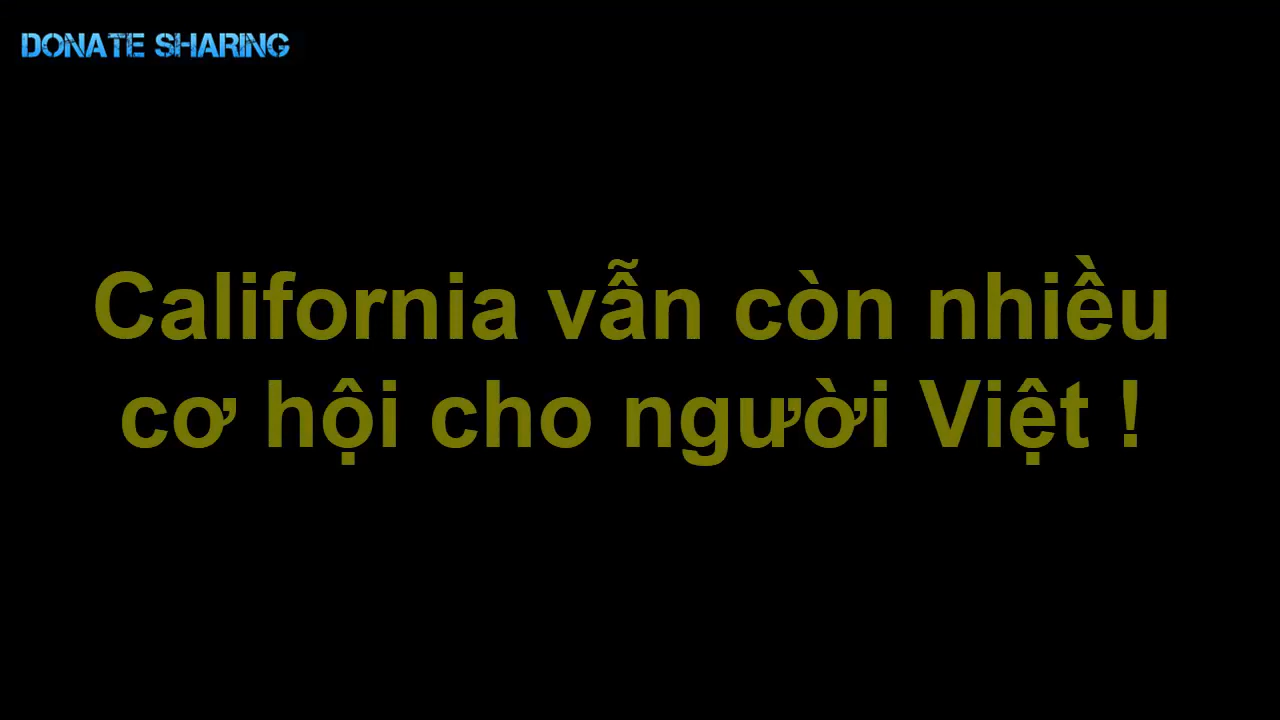 DONATE SHARING
California vẫn còn nhiều
cơ hội cho người Việt !